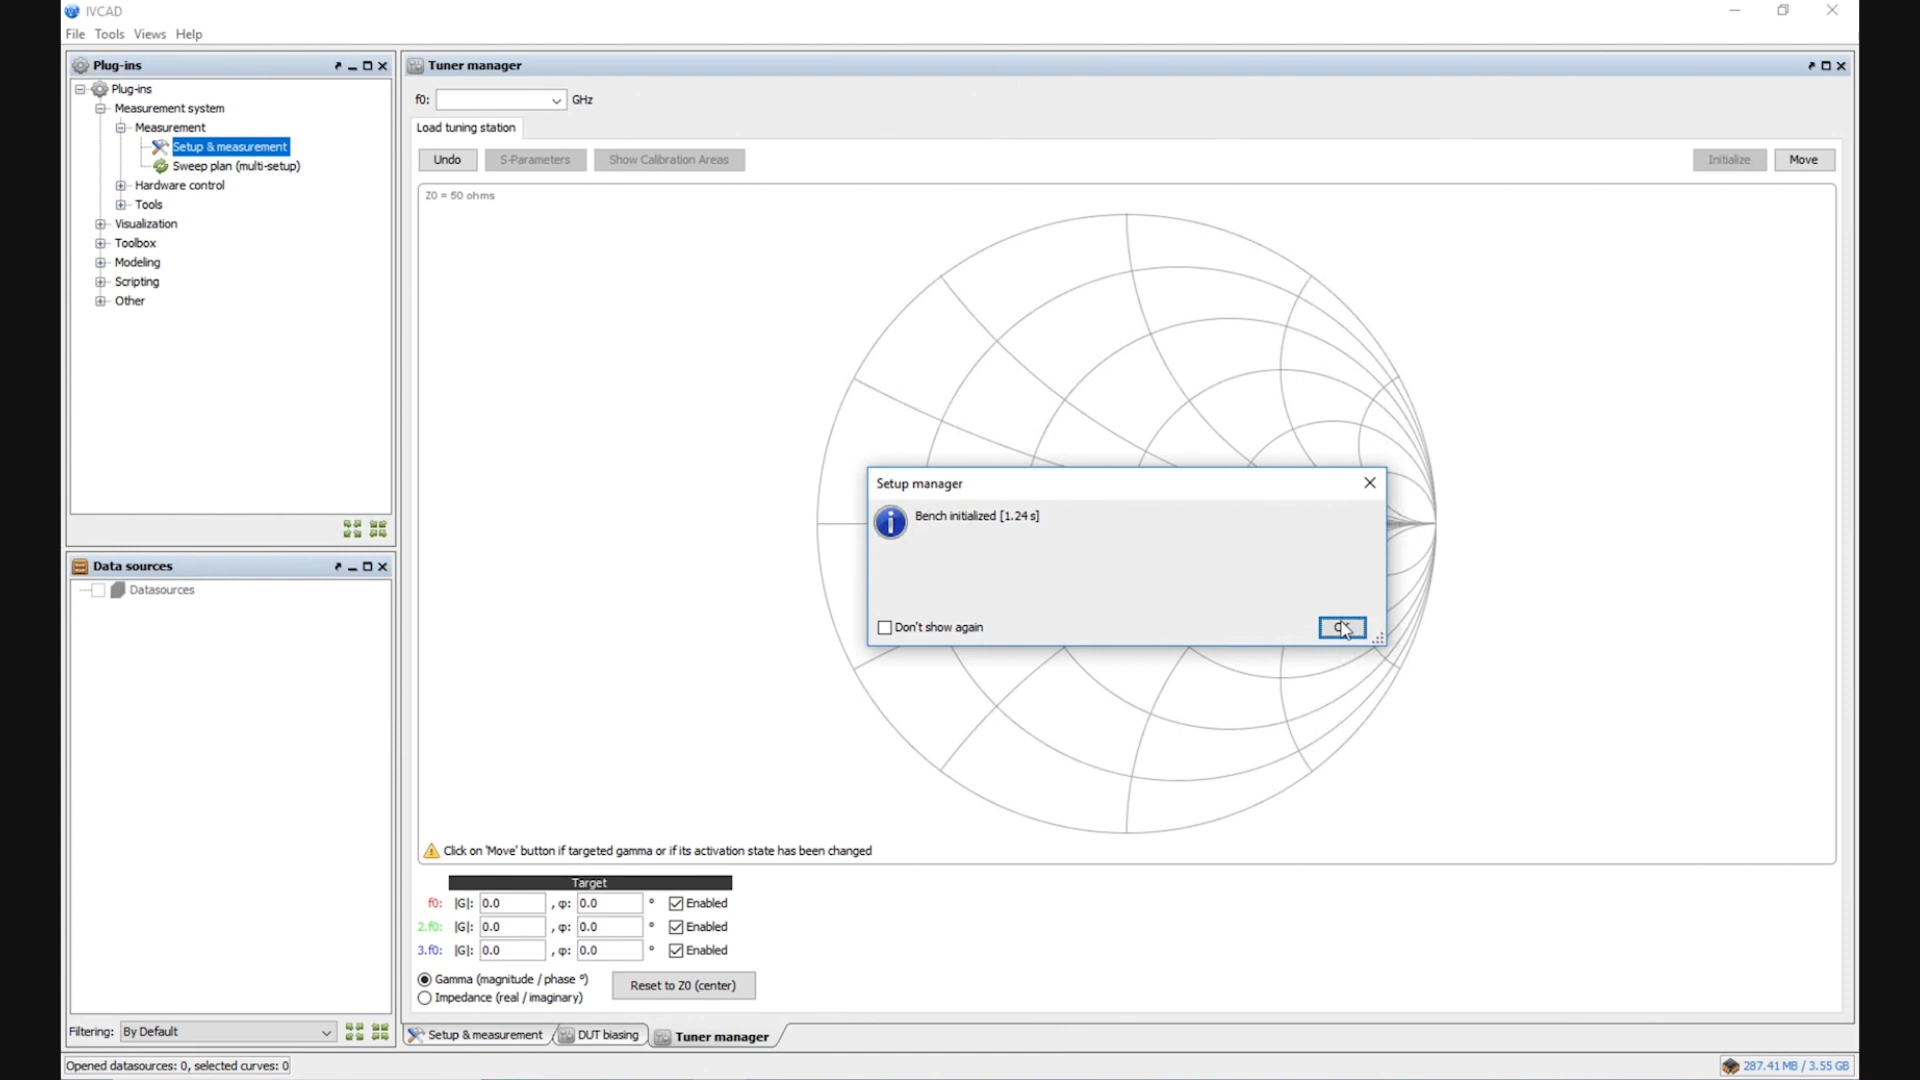 IVCAD
File Tools Views Help
Plug-ins
Plug-ins
Measurement system
Measurement
Setup & measurement
Sweep plan (multi-setup)
Hardware control
Tools
Visualization
Toolbox
Modeling
Scripting
Other
Data sources
Datasources
Filtering: By Default
Opened datasources: 0, selected curves: 0
Tuner manager
f0: GHz
Load tuning station
Undo S-Parameters Show Calibration Areas Initialize Move
Z0 = 50 ohms
Setup manager
Bench initialized [1.24 s]
Don't show again
Click on 'Move' button if targeted gamma or if its activation state has been changed
Target
f0: |G|: 0.0 , φ: 0.0 ° Enabled
2.f0: |G|: 0.0 , φ: 0.0 ° Enabled
3.f0: |G|: 0.0 , φ: 0.0 ° Enabled
Gamma (magnitude / phase °)
Impedance (real / imaginary)
Reset to Z0 (center)
Setup & measurement DUT biasing Tuner manager
287.41 MB / 3.55 GB